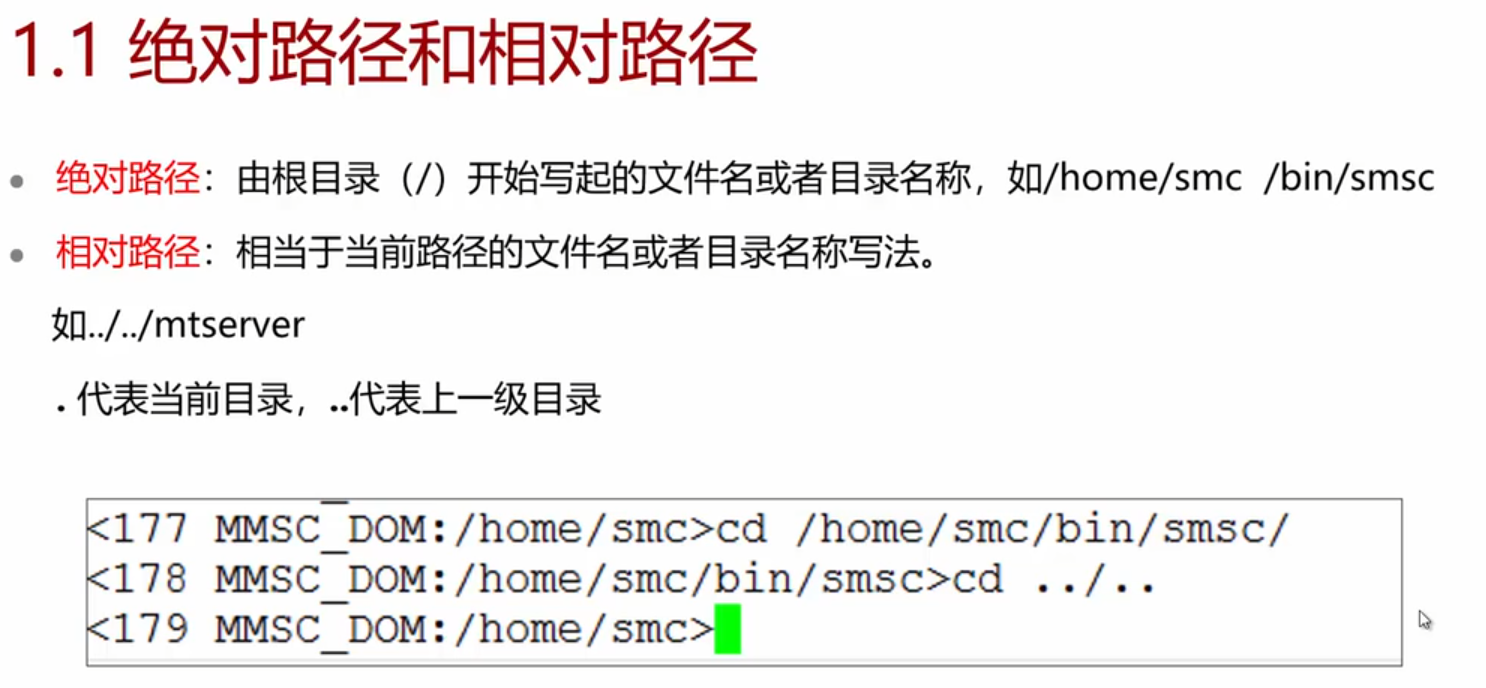 1.1 绝对路径和相对路径
绝对路径：由根目录（/）开始写起的文件名或者目录名称，如/home/smc /bin/smsc
相对路径：相当于当前路径的文件名或者目录名称写法。
如../../mtserver
. 代表当前目录，..代表上一级目录
<177 MMSC_DOM:/home/smc>cd /home/smc/bin/smsc/
<178 MMSC_DOM:/home/smc/bin/smsc>cd ../..
<179 MMSC_DOM:/home/smc>